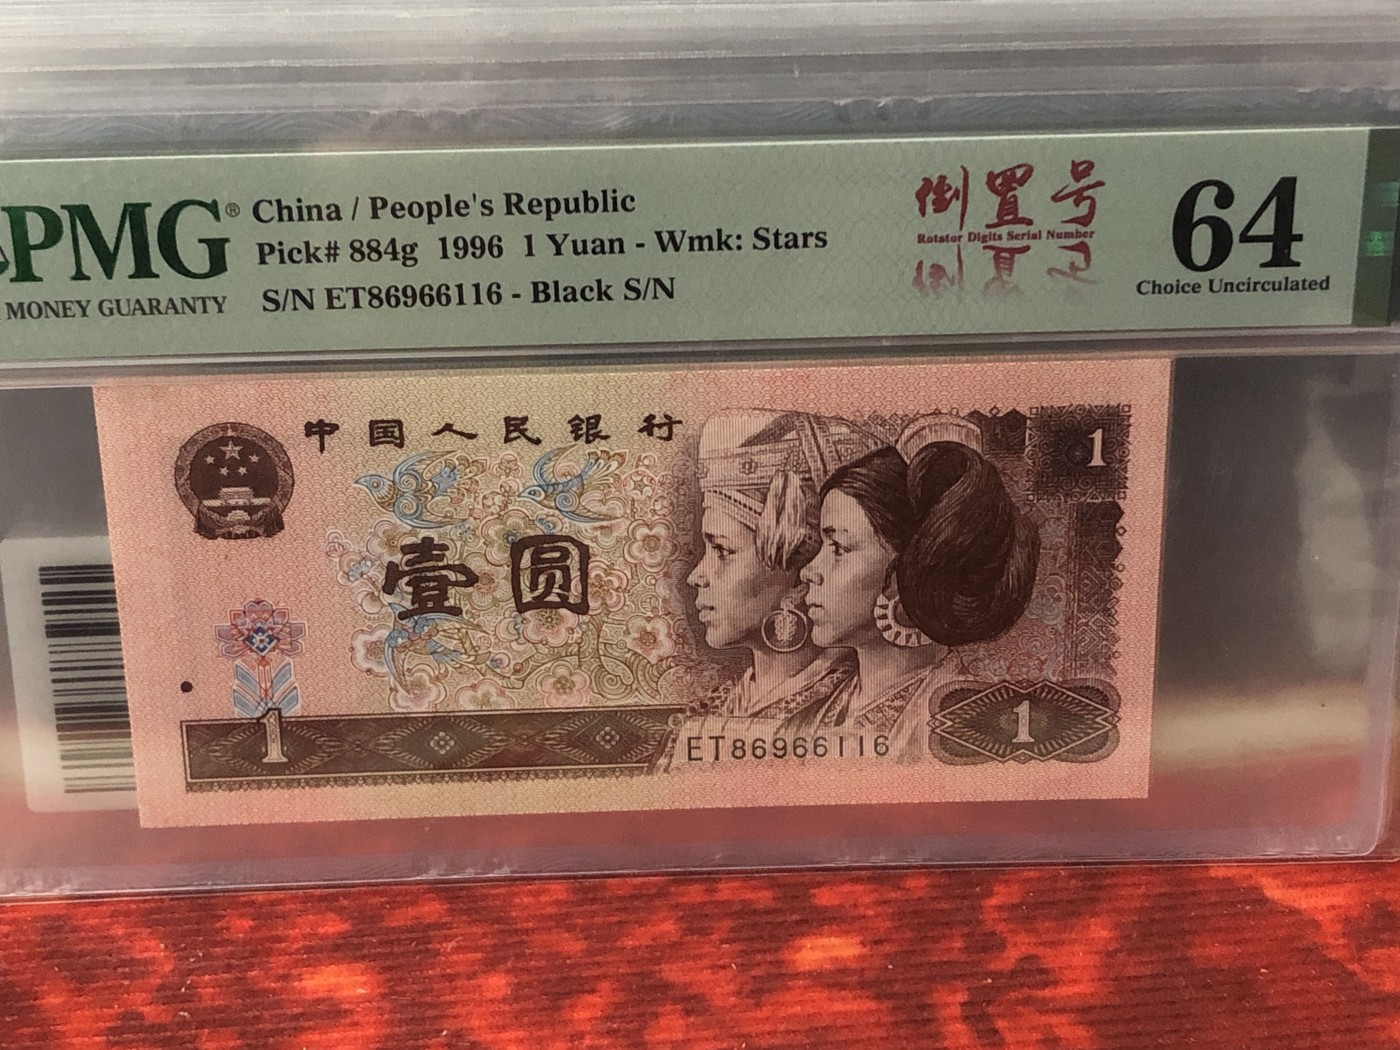 PMG®
MONEY GUARANTY
China / People's Republic
Pick# 884g 1996 1 Yuan - Wmk: Stars
S/N ET86966116 - Black S/N
倒置号
Rotator Digits Serial Number
64
Choice Uncirculated
中国人民银行
1
壹圆
1
ET86966116
1